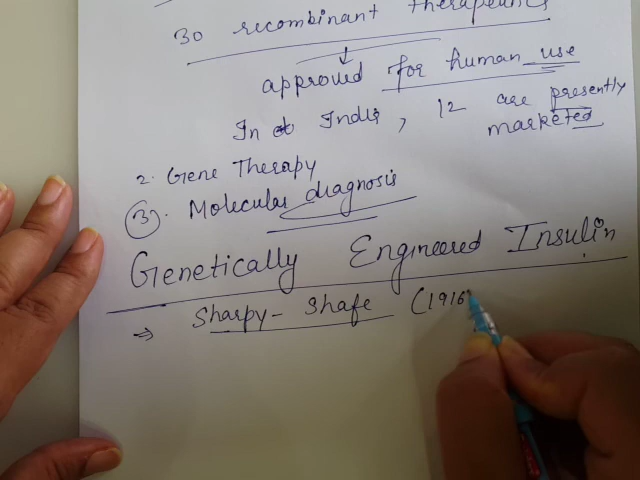 30 recombinant therapeutics
approved for human use
In India, 12 are presently
marketed
2. Gene Therapy
3. Molecular diagnosis
Genetically Engineered Insulin
⇒ Sharpy - Shafe (1916